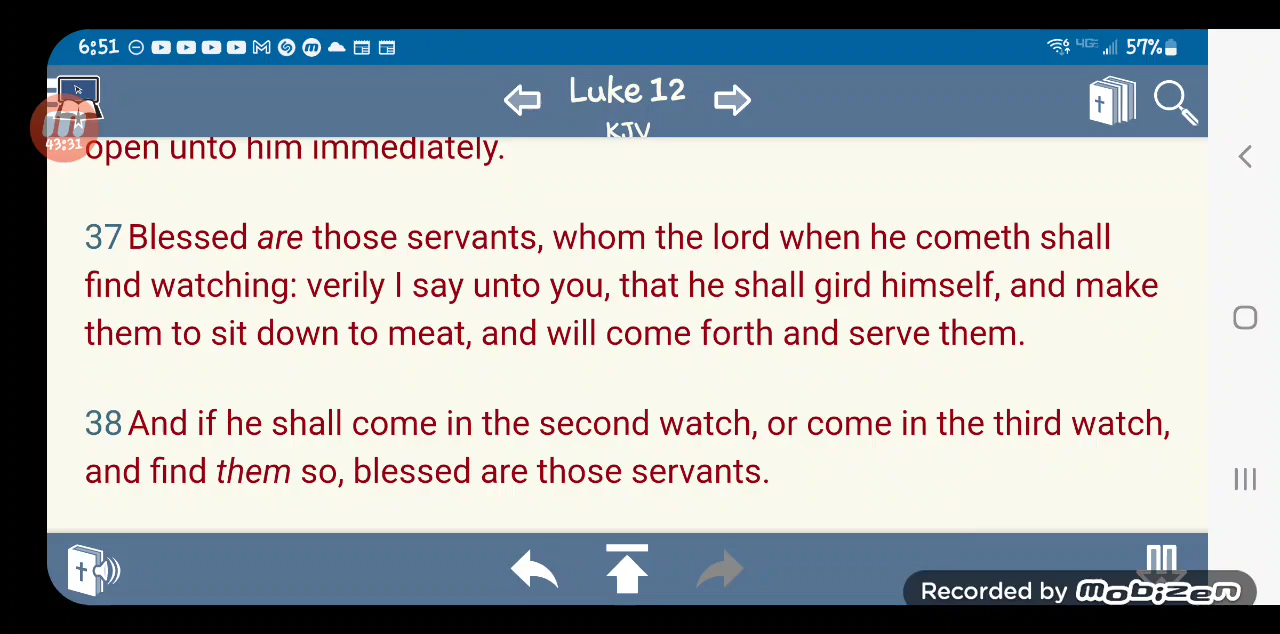 6:51 57%
Luke 12
KJV
43:31
open unto him immediately.
37 Blessed are those servants, whom the lord when he cometh shall
find watching: verily I say unto you, that he shall gird himself, and make
them to sit down to meat, and will come forth and serve them.
38 And if he shall come in the second watch, or come in the third watch,
and find them so, blessed are those servants.
Recorded by mobizen